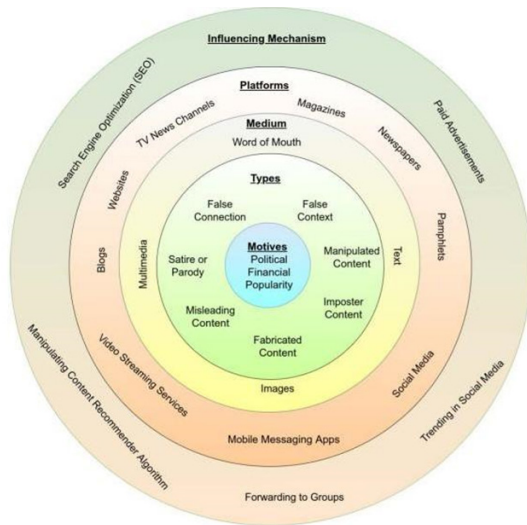 Influencing Mechanism
Search Engine Optimization (SEO)
Paid Advertisements
Manipulating Content Recommender Algorithm
Trending in Social Media
Forwarding to Groups
Platforms
TV News Channels
Magazines
Newspapers
Websites
Pamphlets
Blogs
Video Streaming Services
Social Media
Mobile Messaging Apps
Medium
Word of Mouth
Multimedia
Text
Images
Types
False
Connection
False
Context
Satire or
Parody
Manipulated
Content
Misleading
Content
Imposter
Content
Fabricated
Content
Motives
Political
Financial
Popularity